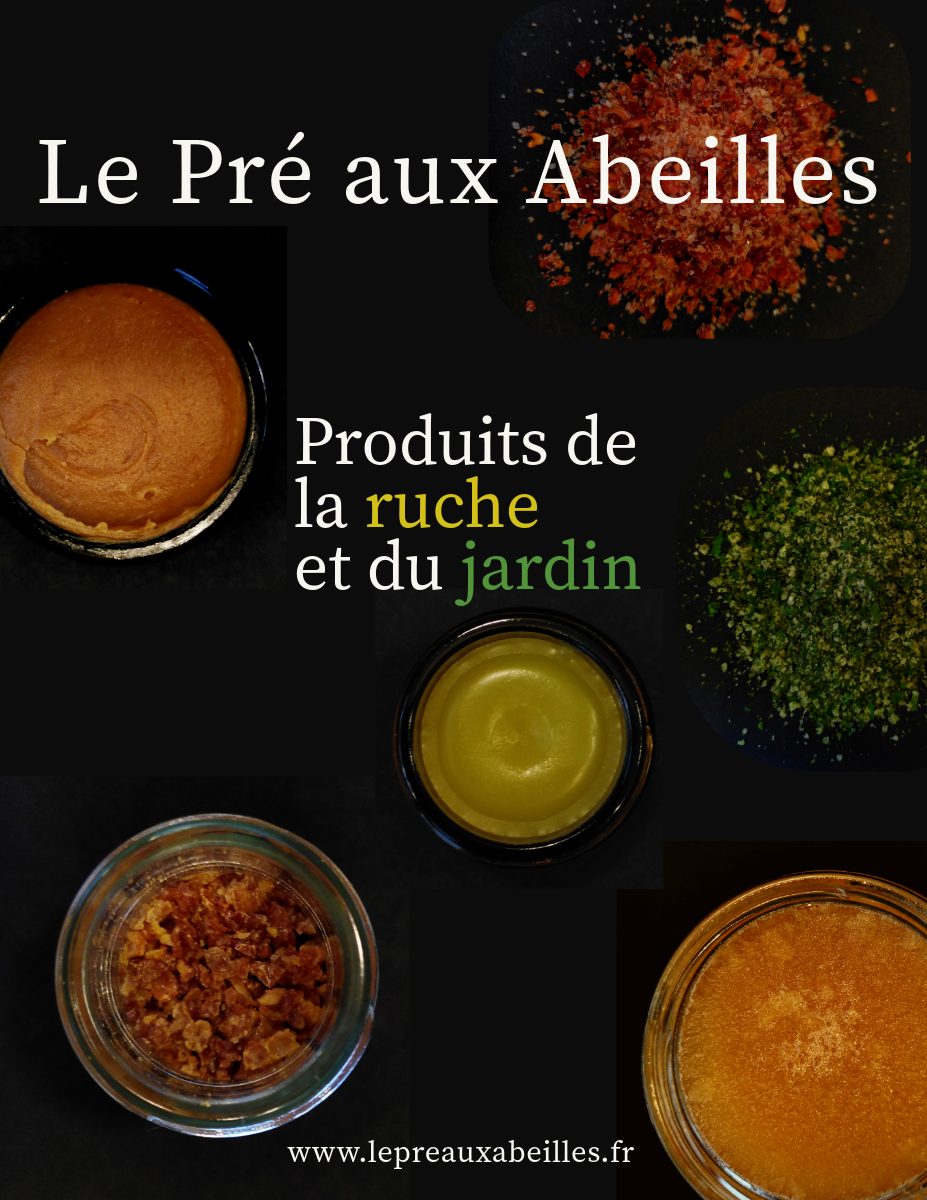 Le Pré aux Abeilles
Produits de
la ruche
et du jardin
www.lepreauxabeilles.fr